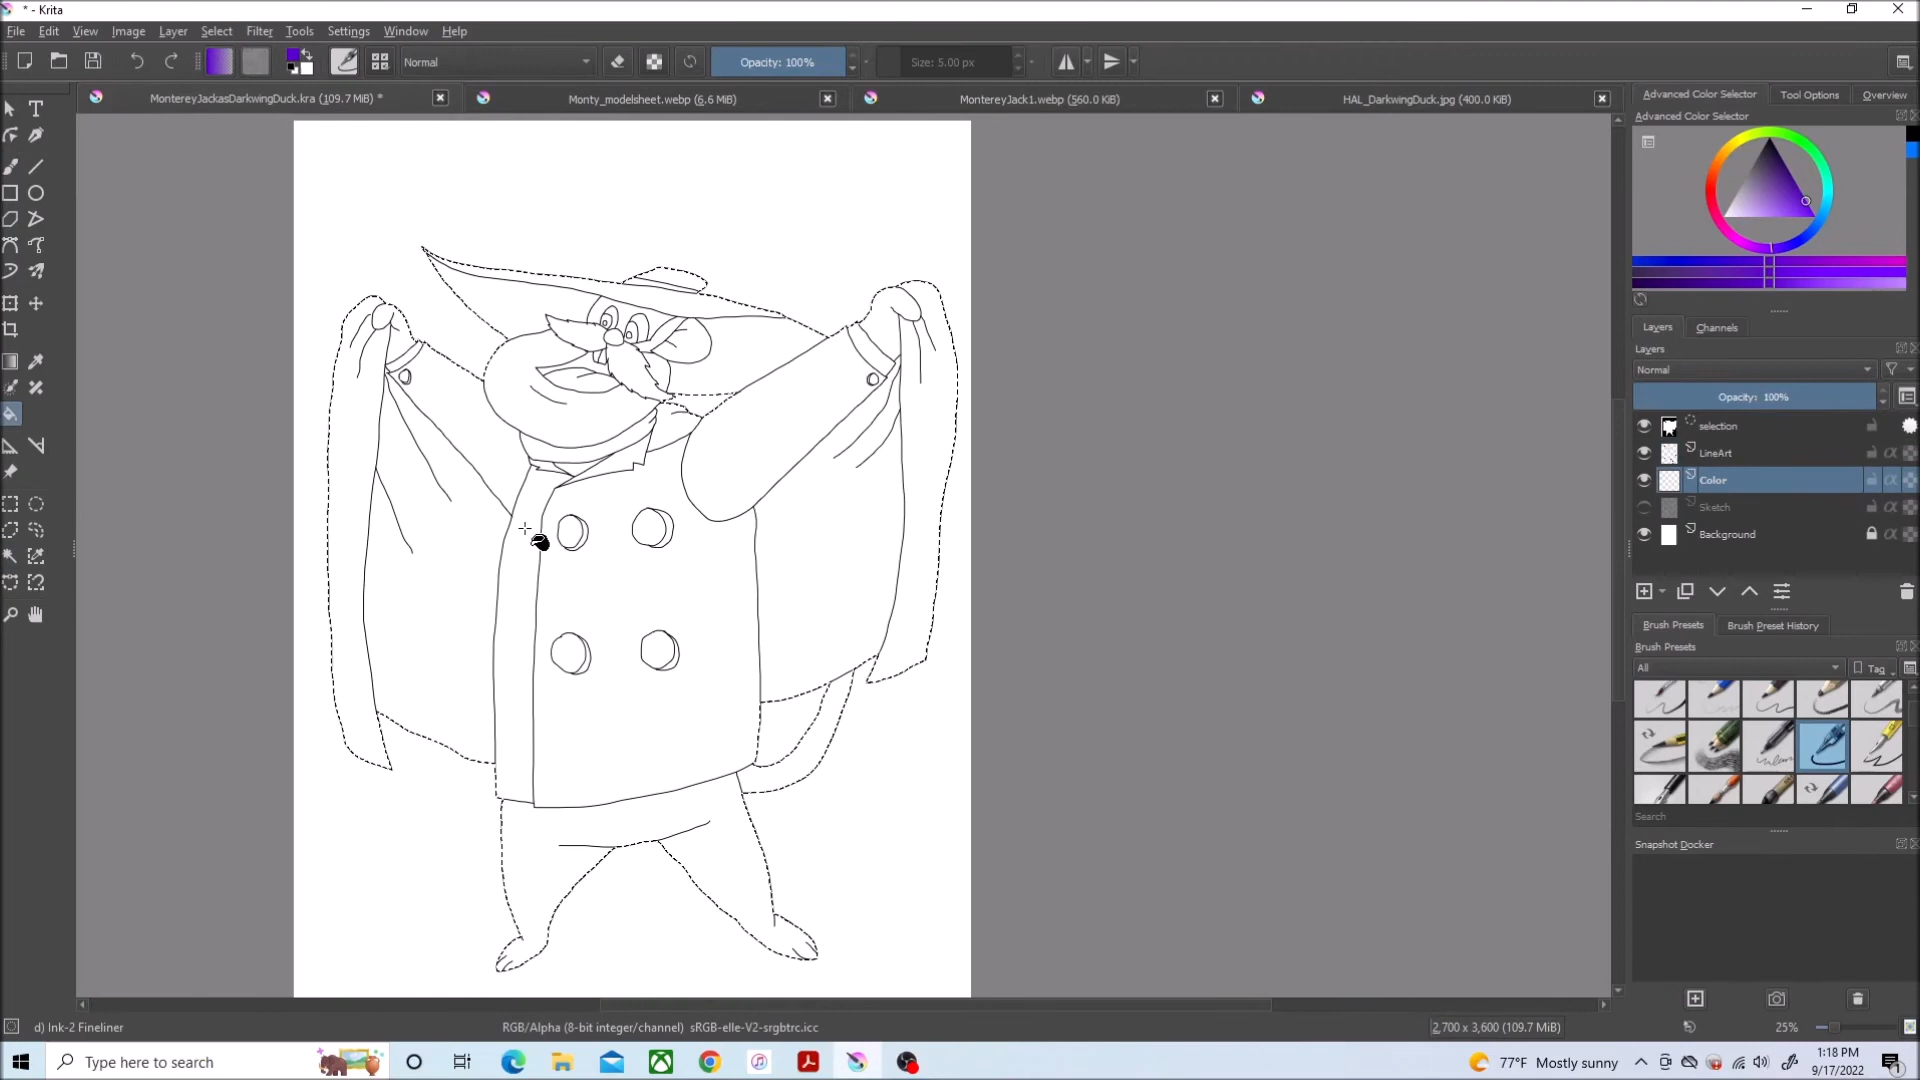 * - Krita
File Edit View Image Layer Select Filter Tools Settings Window Help
Normal Opacity: 100% Size: 5.00 px
MontereyJackasDarkwingDuck.kra (109.7 MiB) * Monty_modelsheet.webp (6.6 MiB) MontereyJack1.webp (560.0 KiB) HAL_DarkwingDuck.jpg (400.0 KiB)
Advanced Color Selector Tool Options Overview
Advanced Color Selector
Layers Channels
Layers
Normal
Opacity: 100%
selection
LineArt
Color
Sketch
Background
Brush Presets Brush Preset History
Brush Presets
All Tag
Search
Snapshot Docker
d) Ink-2 Fineliner RGB/Alpha (8-bit integer/channel) sRGB-elle-V2-srgbtrc.icc 2,700 x 3,600 (109.7 MiB) 25%
Type here to search 77°F Mostly sunny 1:18 PM
9/17/2022